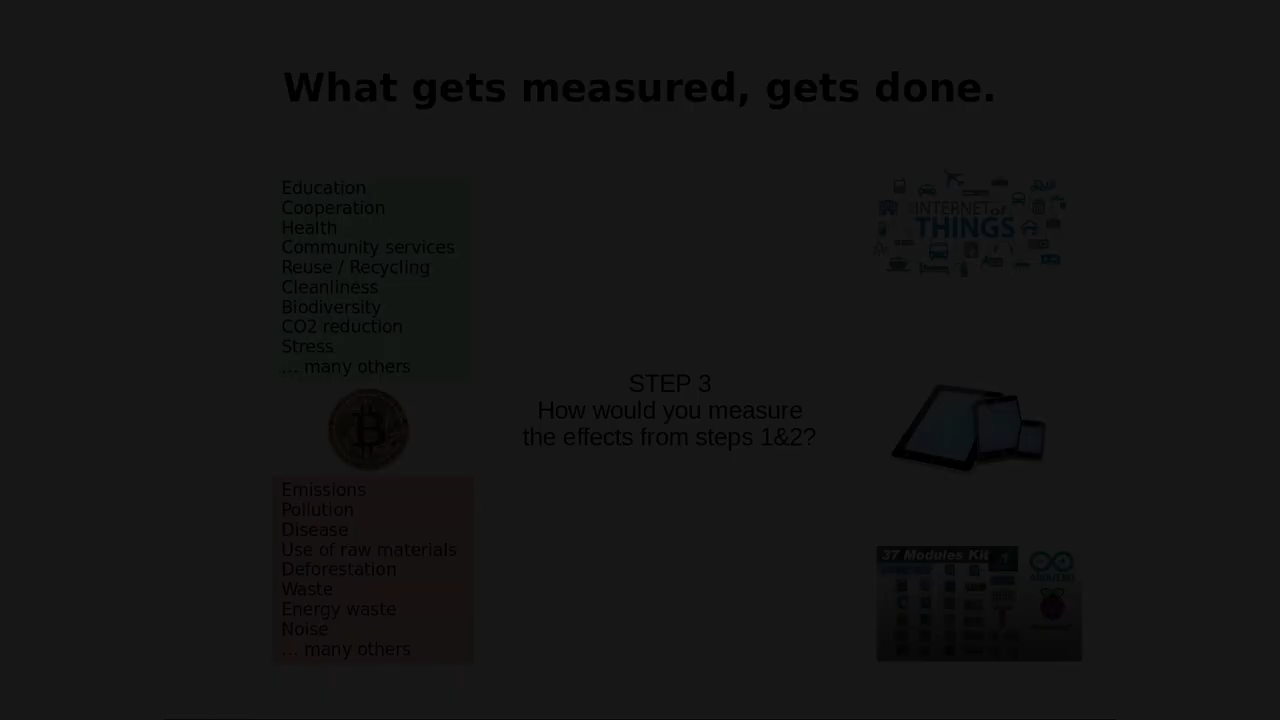 What gets measured, gets done.
Education
Cooperation
Health
Community services
Reuse / Recycling
Cleanliness
Biodiversity
CO2 reduction
Stress
... many others
STEP 3
How would you measure
the effects from steps 1&2?
Emissions
Pollution
Disease
Use of raw materials
Deforestation
Waste
Energy waste
Noise
... many others
INTERNET of
THINGS
37 Modules Kit
ARDUINO